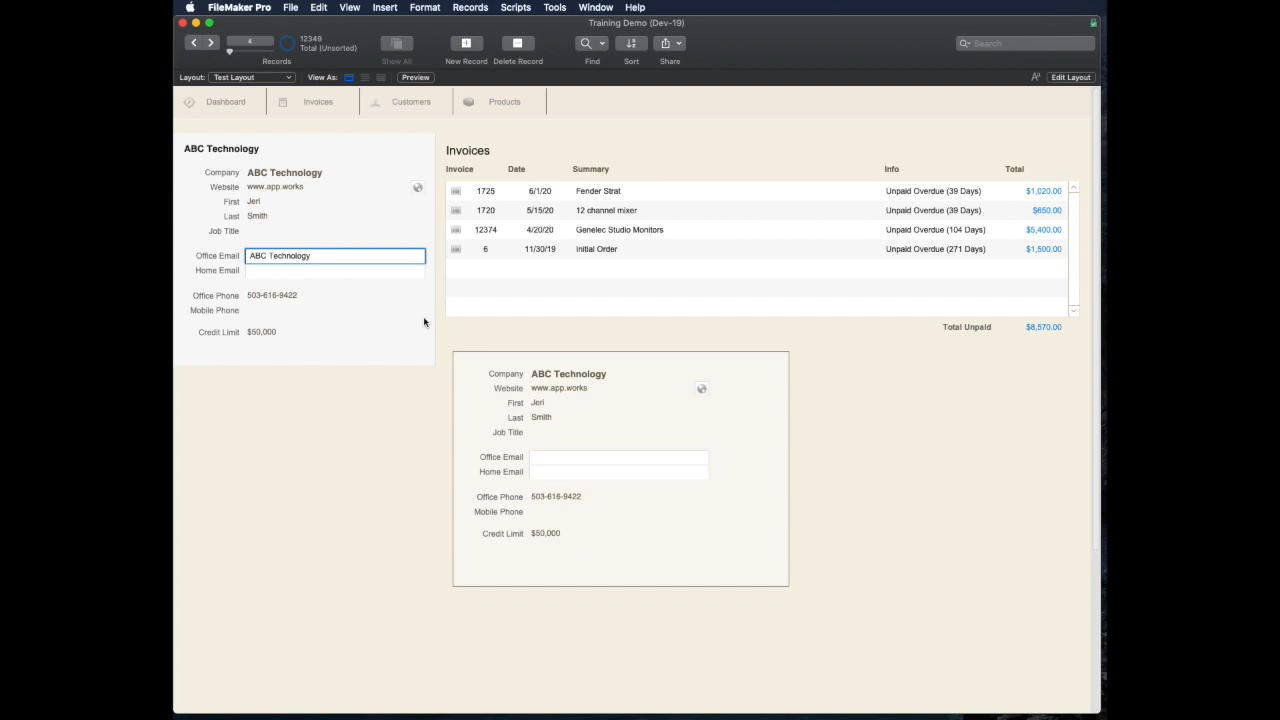 FileMaker Pro File Edit View Insert Format Records Scripts Tools Window Help
Training Demo (Dev-19)
4 12349 Total (Unsorted)
Records Show All New Record Delete Record Find Sort Share Search
Layout: Test Layout View As: Preview Edit Layout
Dashboard Invoices Customers Products
ABC Technology
Company ABC Technology
Website www.app.works
First Jeri
Last Smith
Job Title
Office Email ABC Technology
Home Email
Office Phone 503-616-9422
Mobile Phone
Credit Limit $50,000
Invoices
Invoice Date Summary Info Total
1725 6/1/20 Fender Strat Unpaid Overdue (39 Days) $1,020.00
1720 5/15/20 12 channel mixer Unpaid Overdue (39 Days) $650.00
12374 4/20/20 Genelec Studio Monitors Unpaid Overdue (104 Days) $5,400.00
6 11/30/19 Initial Order Unpaid Overdue (271 Days) $1,500.00
Total Unpaid $8,570.00
Company ABC Technology
Website www.app.works
First Jeri
Last Smith
Job Title
Office Email
Home Email
Office Phone 503-616-9422
Mobile Phone
Credit Limit $50,000